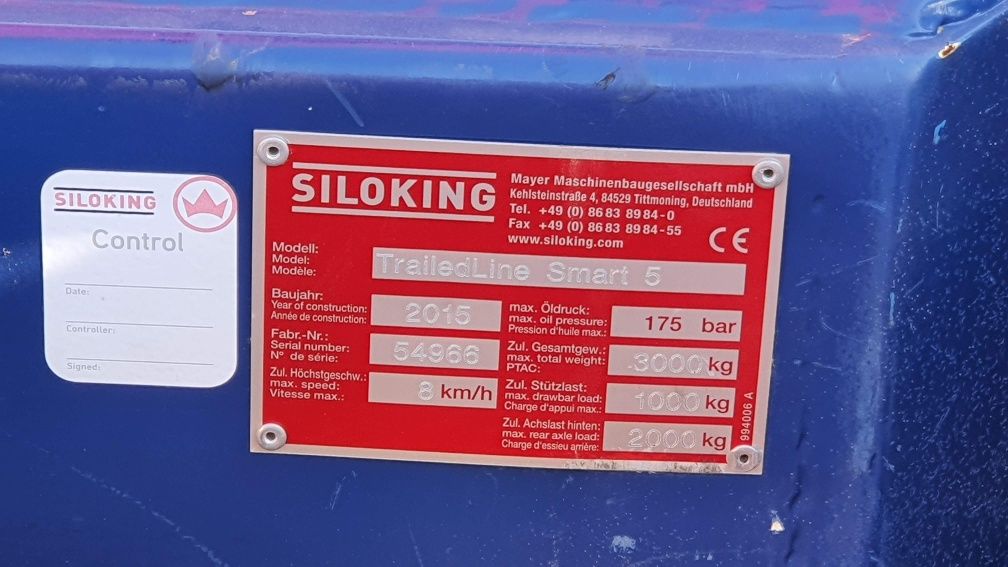 SILOKING
Control
Date:
Controller:
Signed:
SILOKING
Mayer Maschinenbaugesellschaft mbH
Kehlsteinstraße 4, 84529 Tittmoning, Deutschland
Tel. +49 (0) 86 83 89 84-0
Fax +49 (0) 86 83 89 84-55
www.siloking.com
CE
Modell:
Model:
Modèle:
TrailedLine Smart 5
Baujahr:
Year of construction:
Année de construction:
2015
Fabr.-Nr.:
Serial number:
N° de série:
54966
Zul. Höchstgeschw.:
max. speed:
Vitesse max.:
8 km/h
max. Öldruck:
max. oil pressure:
Pression d'huile max.:
175 bar
Zul. Gesamtgew.:
max. total weight:
PTAC:
3000 kg
Zul. Stützlast:
max. drawbar load:
Charge d'appui max.:
1000 kg
Zul. Achslast hinten:
max. rear axle load:
Charge d'essieu arrière:
2000 kg
994006 A